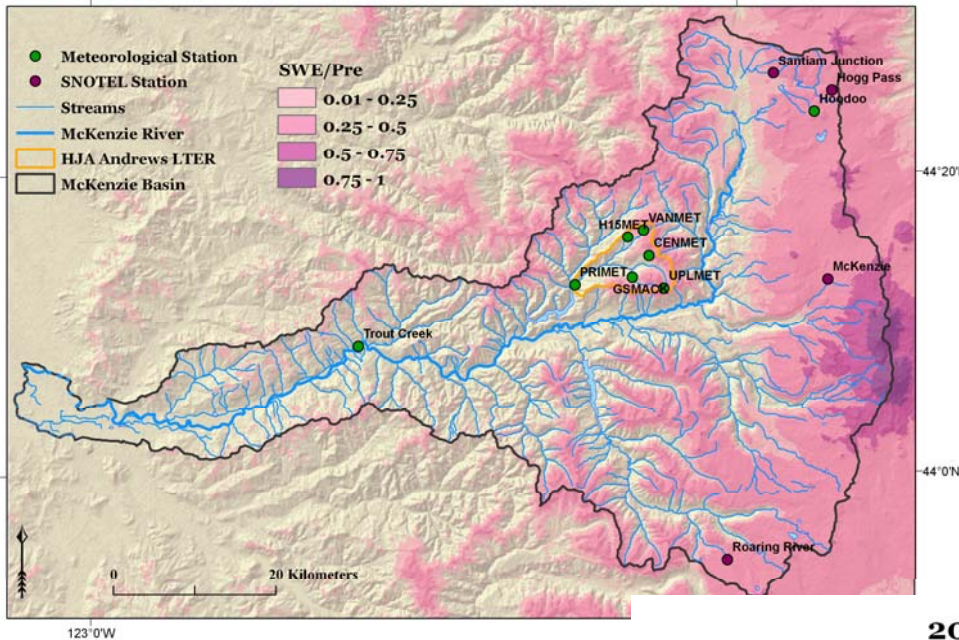 Meteorological Station
SNOTEL Station
Streams
McKenzie River
HJA Andrews LTER
McKenzie Basin
SWE/Pre
0.01 - 0.25
0.25 - 0.5
0.5 - 0.75
0.75 - 1
Santiam Junction
Hogg Pass
Hoodoo
44°20'
H15MET
VANMET
CENMET
PRIMET
UPLMET
GSMACK
McKenzie
Trout Creek
44°0'N
Roaring River
0
20 Kilometers
123°0'W
20